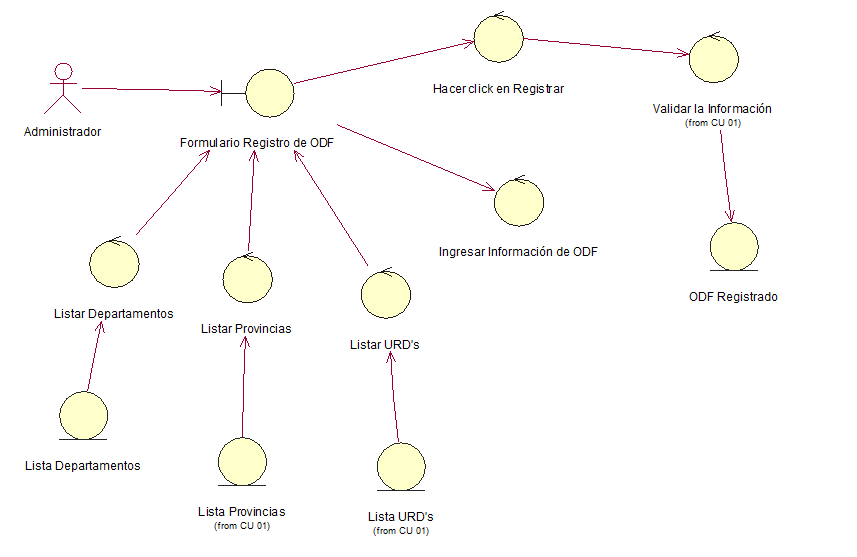 Hacer click en Registrar
Validar la Información
(from CU 01)
Administrador
Formulario Registro de ODF
Ingresar Información de ODF
ODF Registrado
Listar Departamentos
Listar Provincias
Listar URD's
Lista Departamentos
Lista Provincias
(from CU 01)
Lista URD's
(from CU 01)